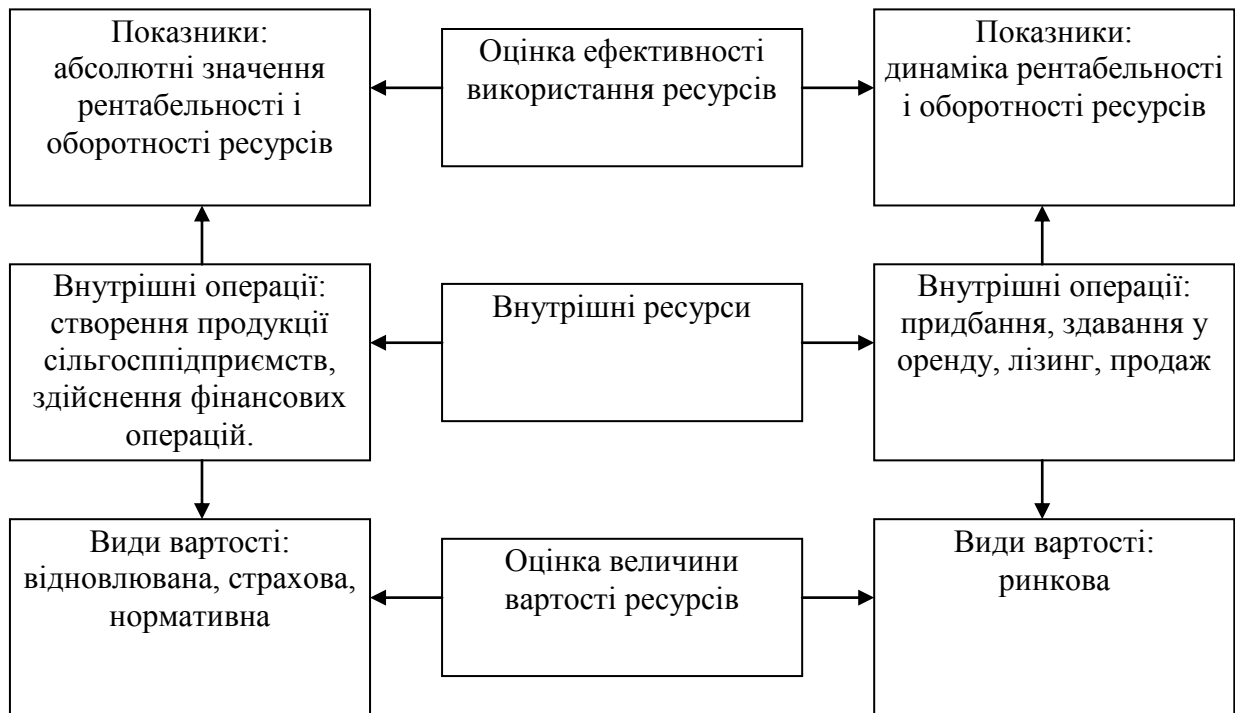 Показники:
абсолютні значення
рентабельності і
оборотності ресурсів
Оцінка ефективності
використання ресурсів
Показники:
динаміка рентабельності
і оборотності ресурсів
Внутрішні операції:
створення продукції
сільгосппідприємств,
здійснення фінансових
операцій.
Внутрішні ресурси
Внутрішні операції:
придбання, здавання у
оренду, лізинг, продаж
Види вартості:
відновлювана, страхова,
нормативна
Оцінка величини
вартості ресурсів
Види вартості:
ринкова